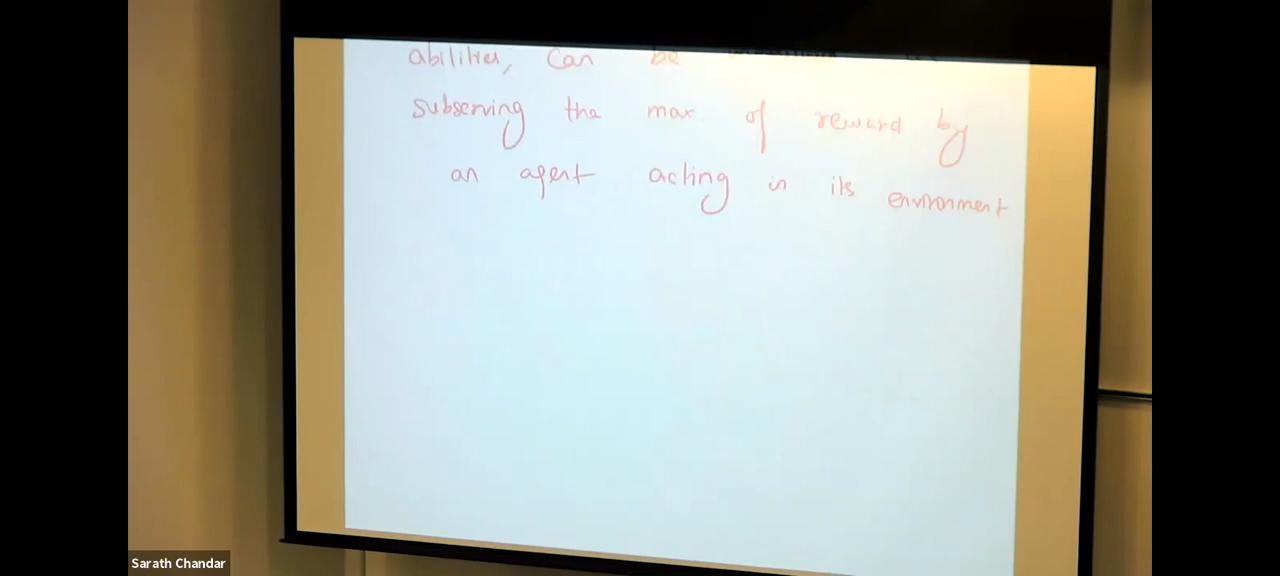 abilities, can be
subserving the max. of reward by
an agent acting in its environment
Sarath Chandar